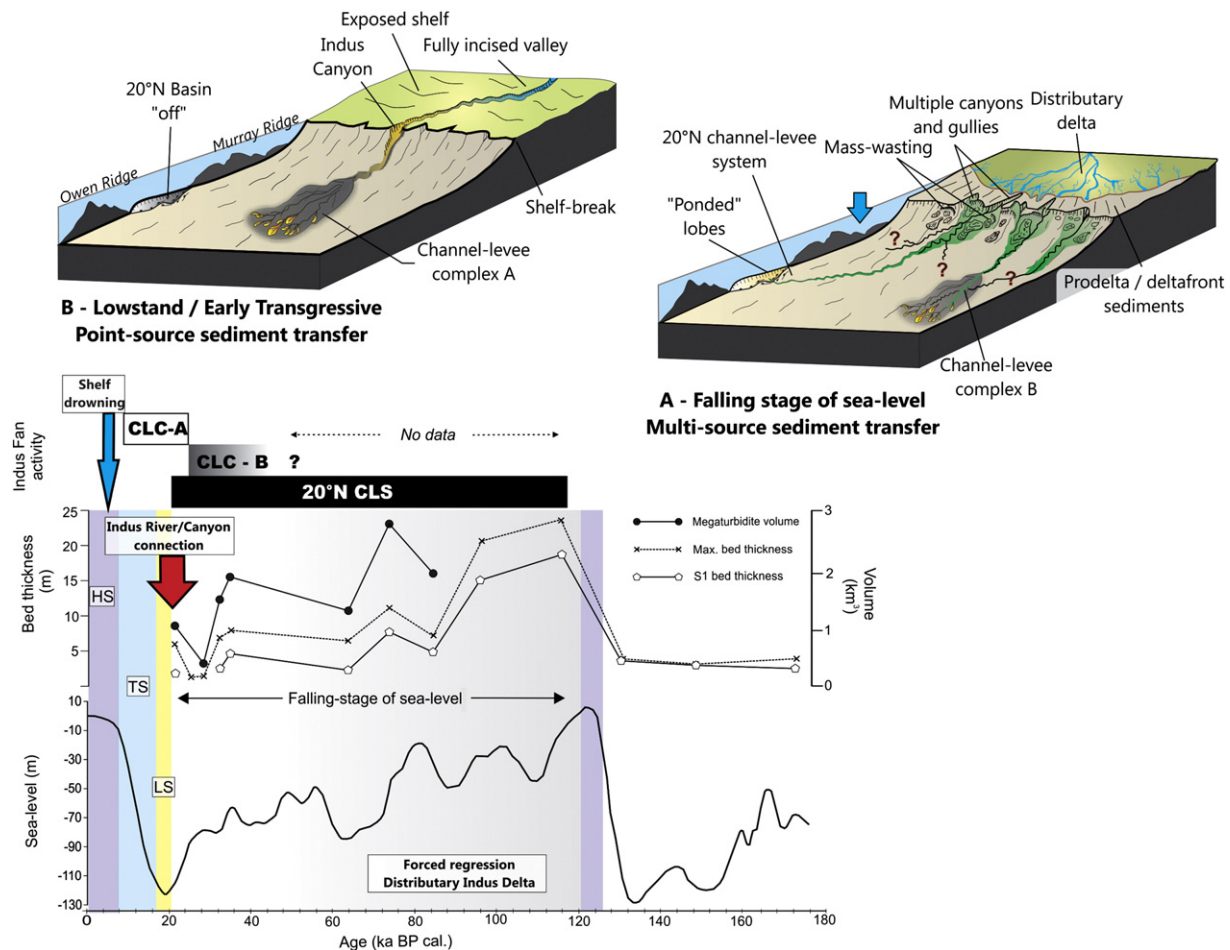 Exposed shelf
Indus
Canyon
Fully incised valley
20°N Basin
"off"
Murray Ridge
Owen Ridge
Shelf-break
Channel-levee
complex A
B - Lowstand / Early Transgressive
Point-source sediment transfer
Multiple canyons
and gullies
Distributary
delta
20°N channel-levee
system
Mass-wasting
"Ponded"
lobes
?
?
?
Prodelta / deltafront
sediments
Channel-levee
complex B
A - Falling stage of sea-level
Multi-source sediment transfer
Shelf
drowning
Indus Fan
activity
CLC-A
CLC - B ?
No data
20°N CLS
Indus River/Canyon
connection
Bed thickness
(m)
25
20
15
10
5
HS
TS
LS
Megaturbidite volume
Max. bed thickness
S1 bed thickness
3
2
1
0
Volume
(km³)
Falling-stage of sea-level
Sea-level (m)
10
-10
-30
-50
-70
-90
-110
-130
Forced regression
Distributary Indus Delta
0 20 40 60 80 100 120 140 160 180
Age (ka BP cal.)